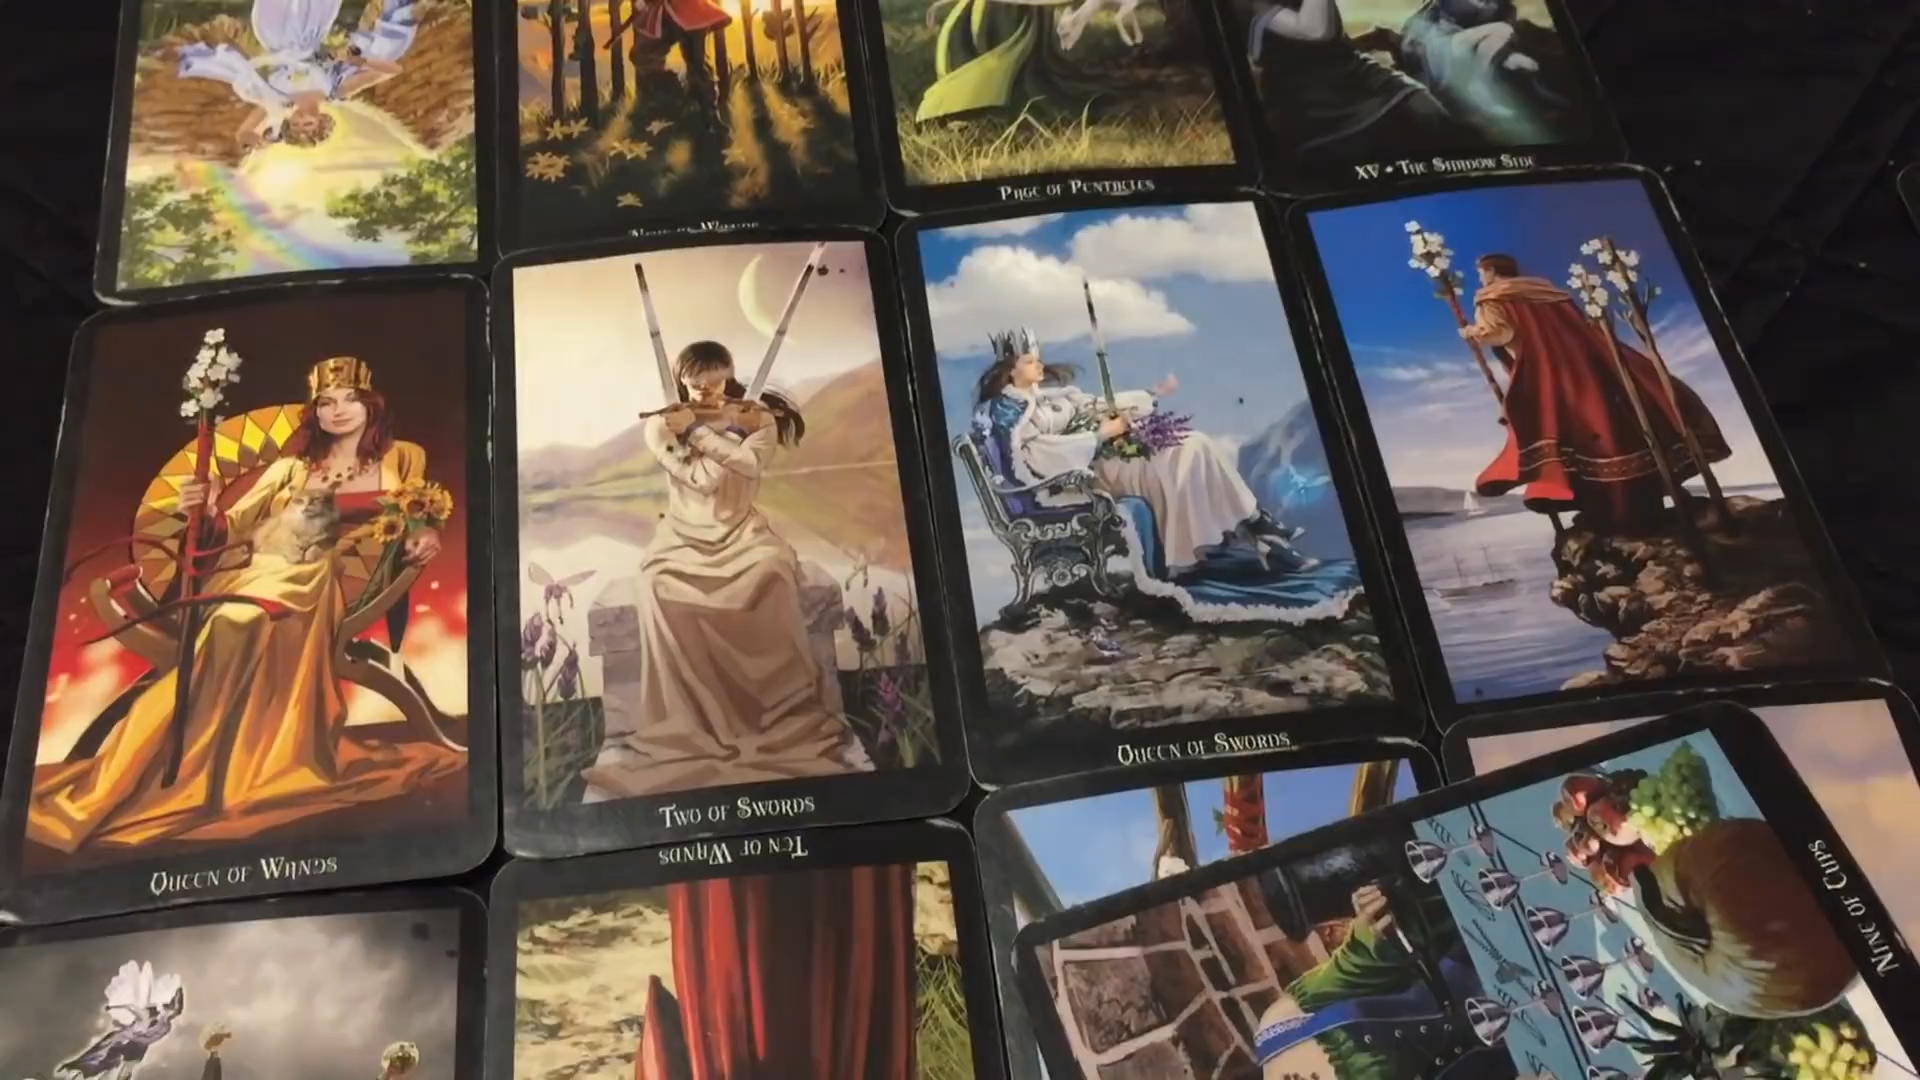 PAGE OF PENTACLES
XV • THE SHADOW SIDE
QUEEN OF SWORDS
TWO OF SWORDS
TEN OF WANDS
QUEEN OF WANDS
NINE OF CUPS